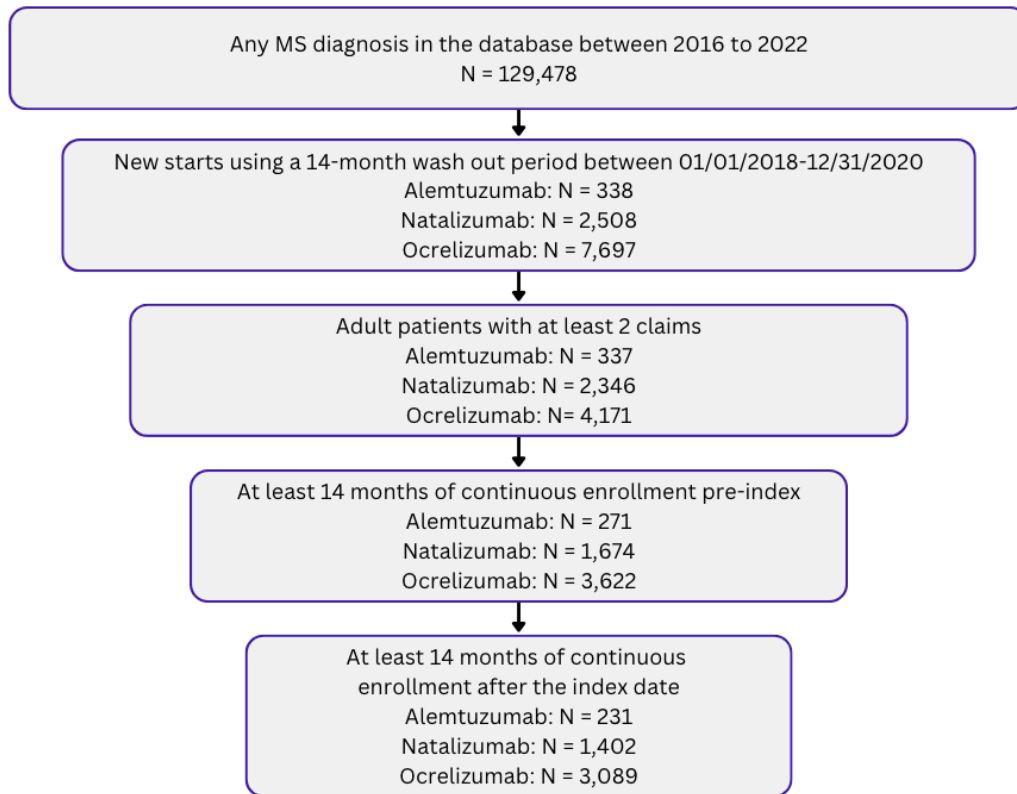 Any MS diagnosis in the database between 2016 to 2022
N = 129,478
New starts using a 14-month wash out period between 01/01/2018-12/31/2020
Alemtuzumab: N = 338
Natalizumab: N = 2,508
Ocrelizumab: N = 7,697
Adult patients with at least 2 claims
Alemtuzumab: N = 337
Natalizumab: N = 2,346
Ocrelizumab: N= 4,171
At least 14 months of continuous enrollment pre-index
Alemtuzumab: N = 271
Natalizumab: N = 1,674
Ocrelizumab: N = 3,622
At least 14 months of continuous
enrollment after the index date
Alemtuzumab: N = 231
Natalizumab: N = 1,402
Ocrelizumab: N = 3,089